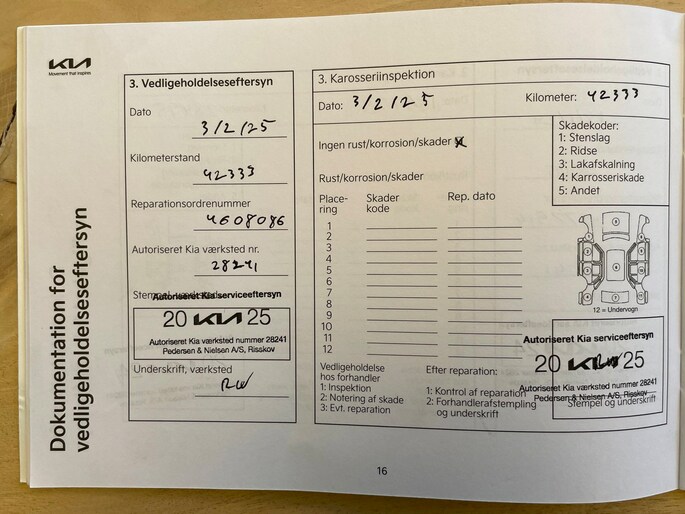 KIA
Movement that inspires
Dokumentation for
vedligeholdelseseftersyn
3. Vedligeholdelseseftersyn
Dato
3/2/25
Kilometerstand
42333
Reparationsordrenummer
4608086
Autoriseret Kia værksted nr.
28241
Stempel, værksted
Autoriseret Kia serviceeftersyn
20 KIA 25
Autoriseret Kia værksted nummer 28241
Pedersen & Nielsen A/S, Risskov
Underskrift, værksted
3. Karosseriinspektion
Dato: 3/2/25
Kilometer: 42333
Ingen rust/korrosion/skader X
Rust/korrosion/skader
Place-
ring
Skader
kode
Rep. dato
1
2
3
4
5
6
7
8
9
10
11
12
Skadekoder:
1: Stenslag
2: Ridse
3: Lakafskalning
4: Karrosseriskade
5: Andet
12 = Undervogn
Vedligeholdelse
hos forhandler
1: Inspektion
2: Notering af skade
3: Evt. reparation
Efter reparation:
1: Kontrol af reparation
2: Forhandlerafstempling
og underskrift
Autoriseret Kia serviceeftersyn
20 KIA 25
Autoriseret Kia værksted nummer 28241
Pedersen & Nielsen A/S, Risskov
Stempel og underskrift
16